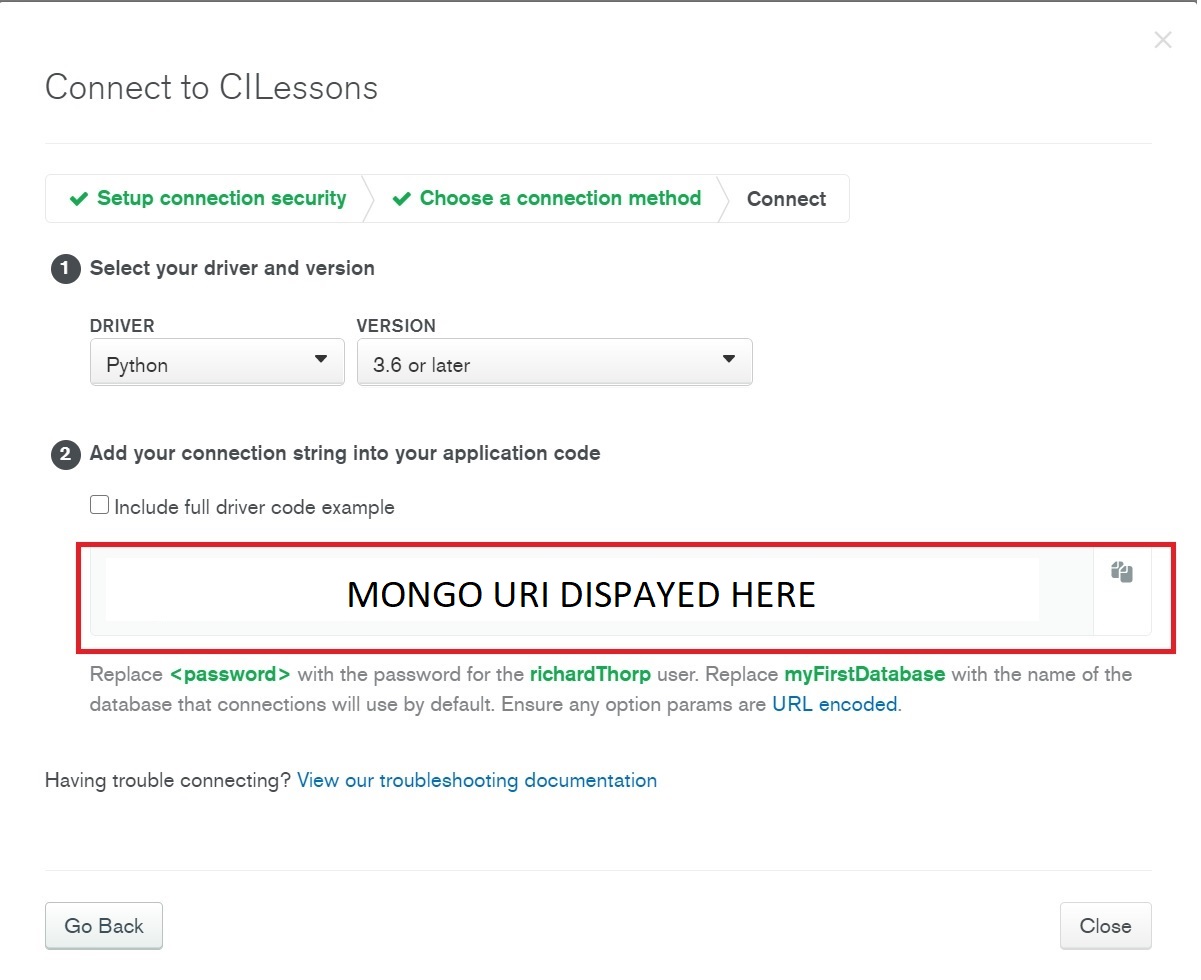 Connect to CILessons
Setup connection security
Choose a connection method
Connect
1 Select your driver and version
DRIVER VERSION
Python 3.6 or later
2 Add your connection string into your application code
Include full driver code example
MONGO URI DISPAYED HERE
Replace <password> with the password for the richardThorp user. Replace myFirstDatabase with the name of the
database that connections will use by default. Ensure any option params are URL encoded.
Having trouble connecting? View our troubleshooting documentation
Go Back Close